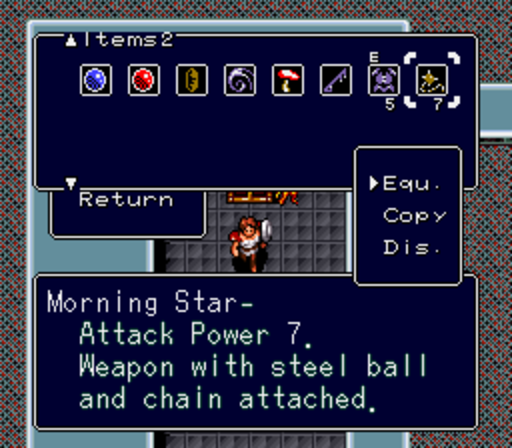 ▲Items2
E
5 7
▼
Return
▶Equ.
Copy
Dis.
Morning Star-
Attack Power 7.
Weapon with steel ball
and chain attached.